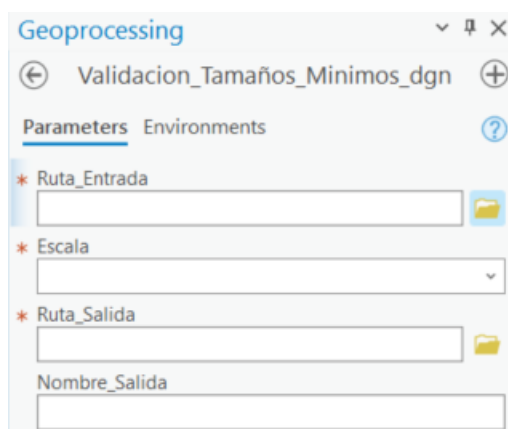 Geoprocessing
Validacion_Tamaños_Minimos_dgn
Parameters Environments
* Ruta_Entrada
* Escala
* Ruta_Salida
Nombre_Salida